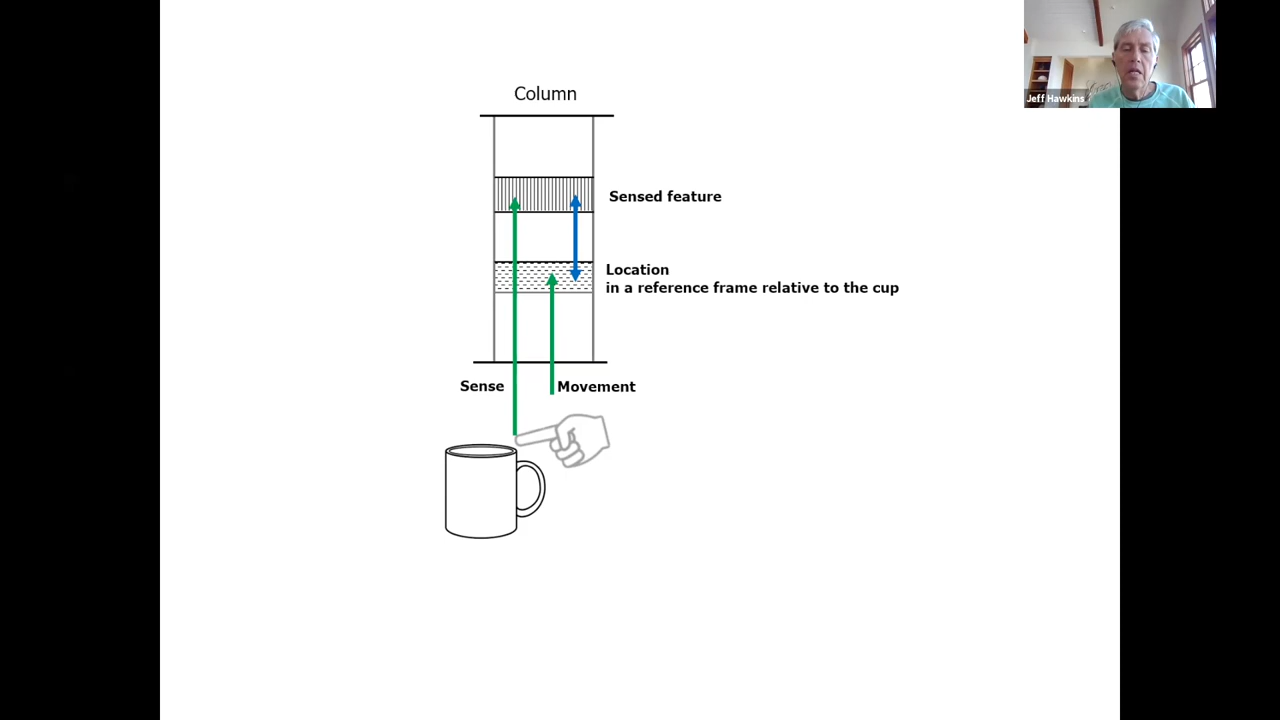 Jeff Hawkins
Column
Sensed feature
Location
in a reference frame relative to the cup
Sense
Movement